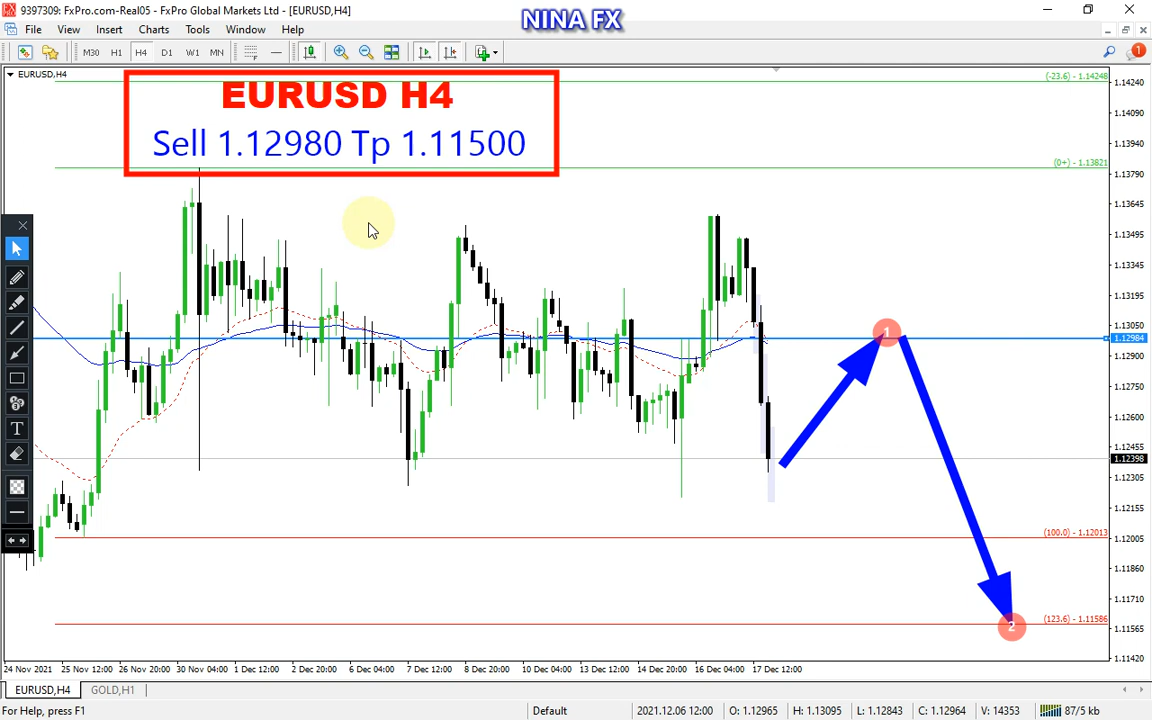 9397309: FxPro.com-Real05 - FxPro Global Markets Ltd - [EURUSD,H4]
NINA FX
File View Insert Charts Tools Window Help
M30 H1 H4 D1 W1 MN
1
EURUSD,H4
EURUSD H4
Sell 1.12980 Tp 1.11500
(-23.6) - 1.14248
1.14240
1.14090
1.13940
(0+) - 1.13821
1.13790
1.13645
1.13495
1.13345
1.13195
1.13050
1
1.12984
1.12900
1.12750
1.12600
1.12455
1.12398
1.12305
1.12155
(100.0) - 1.12013
1.12005
1.11860
1.11710
(123.6) - 1.11586
2
1.11565
1.11420
24 Nov 2021 25 Nov 12:00 26 Nov 20:00 30 Nov 04:00 1 Dec 12:00 2 Dec 20:00 6 Dec 04:00 7 Dec 12:00 8 Dec 20:00 10 Dec 04:00 13 Dec 12:00 14 Dec 20:00 16 Dec 04:00 17 Dec 12:00
EURUSD,H4 GOLD,H1
For Help, press F1 Default 2021.12.06 12:00 O: 1.12965 H: 1.13095 L: 1.12843 C: 1.12964 V: 14353 87/5 kb